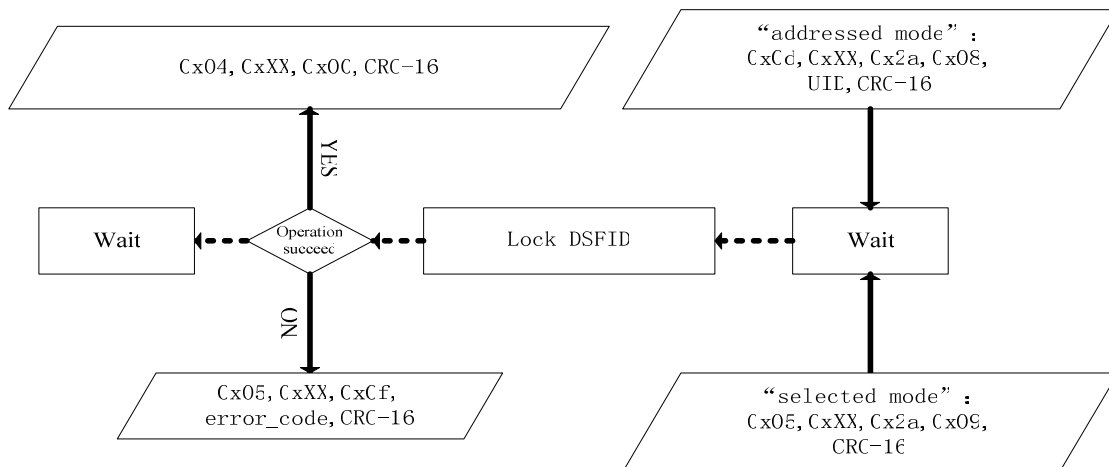 "addressed mode" :
CxCd, CxXX, Cx2a, Cx08,
UID, CRC-16
Cx04, CxXX, Cx0C, CRC-16
YES
Wait
Operation
succeed
Lock DSFID
Wait
ON
Cx05, CxXX, CxCf,
error_code, CRC-16
"selected mode" :
Cx05, CxXX, Cx2a, Cx09,
CRC-16